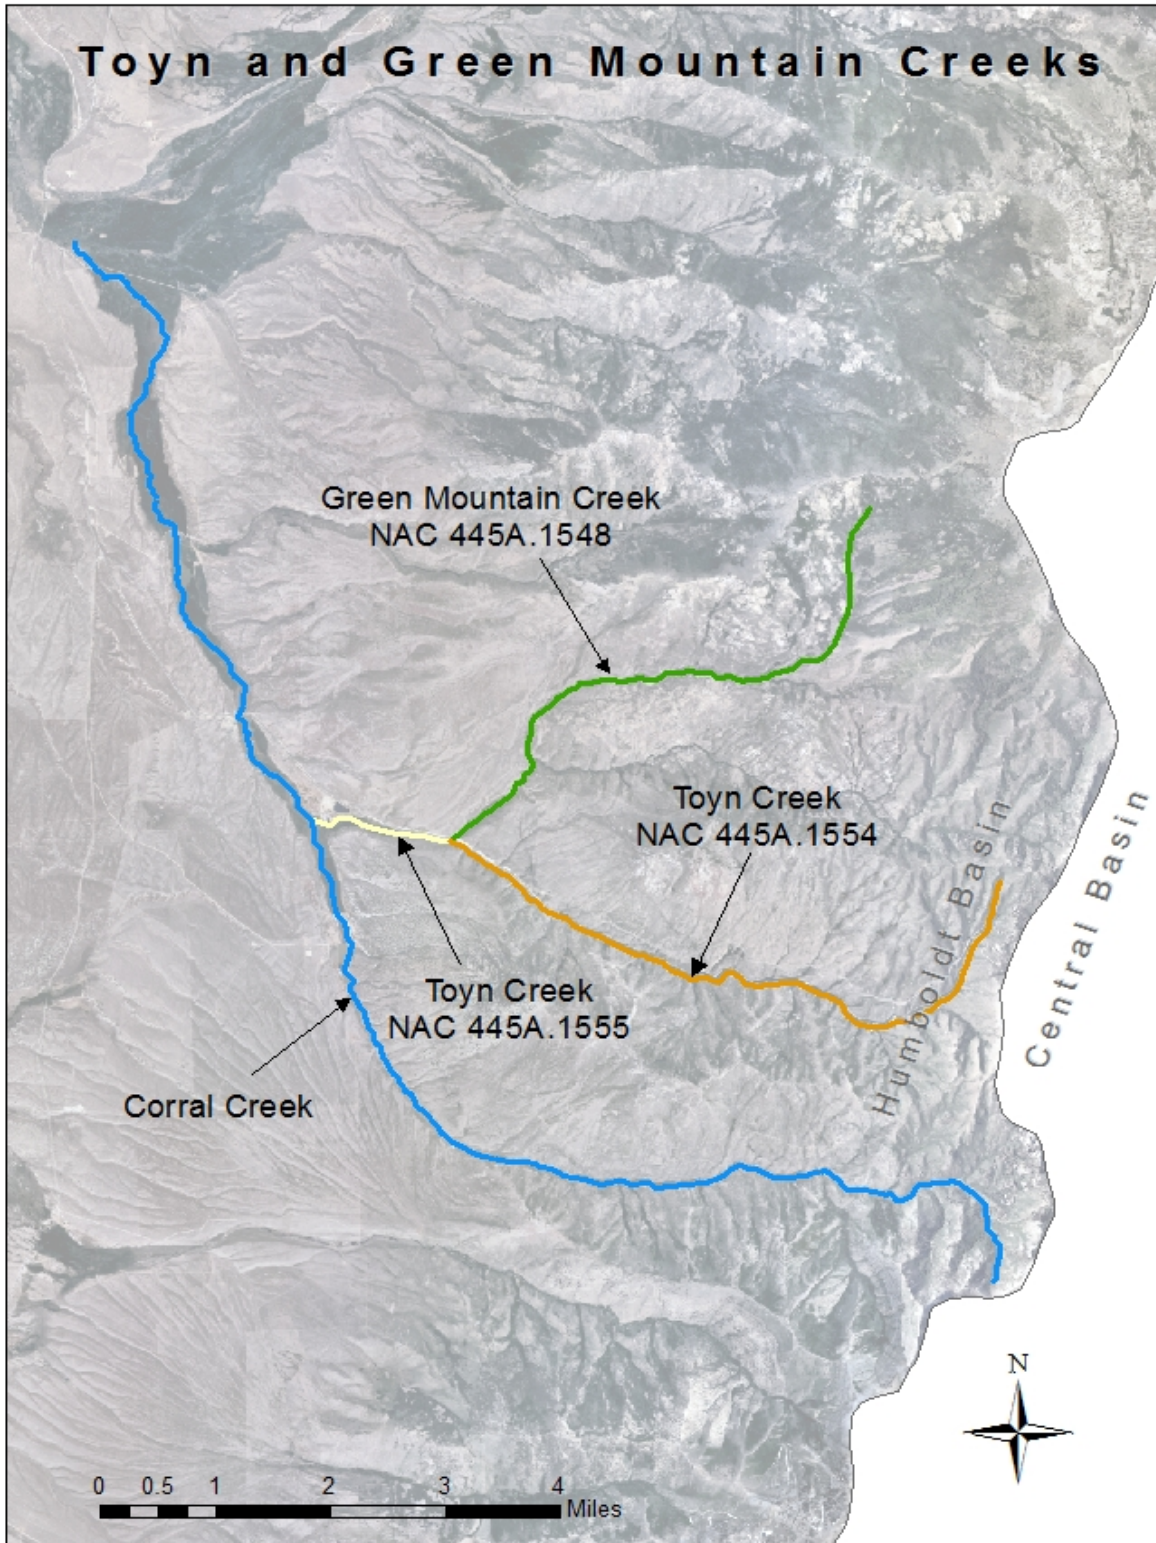 Toyn and Green Mountain Creeks
Green Mountain Creek
NAC 445A.1548
Toyn Creek
NAC 445A.1554
Humboldt Basin
Central Basin
Toyn Creek
NAC 445A.1555
Corral Creek
N
0 0.5 1 2 3 4
Miles